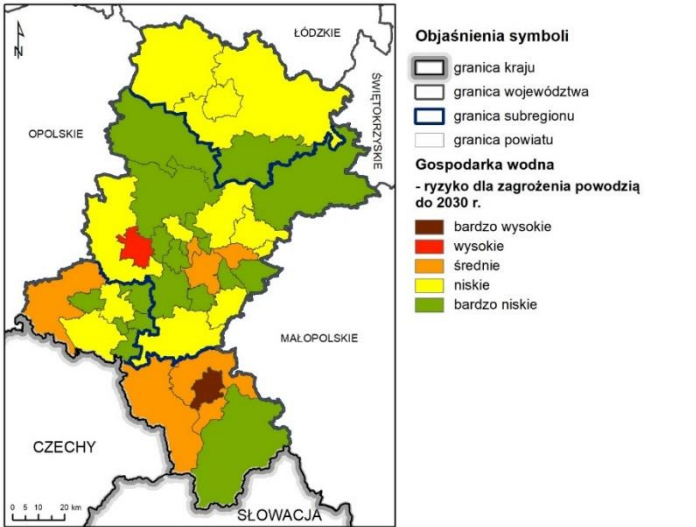 N
ŁÓDZKIE
ŚWIĘTOKRZYSKIE
OPOLSKIE
MAŁOPOLSKIE
CZECHY
SŁOWACJA
0 5 10 20 km
Objaśnienia symboli
granica kraju
granica województwa
granica subregionu
granica powiatu
Gospodarka wodna
- ryzyko dla zagrożenia powodzią
do 2030 r.
bardzo wysokie
wysokie
średnie
niskie
bardzo niskie